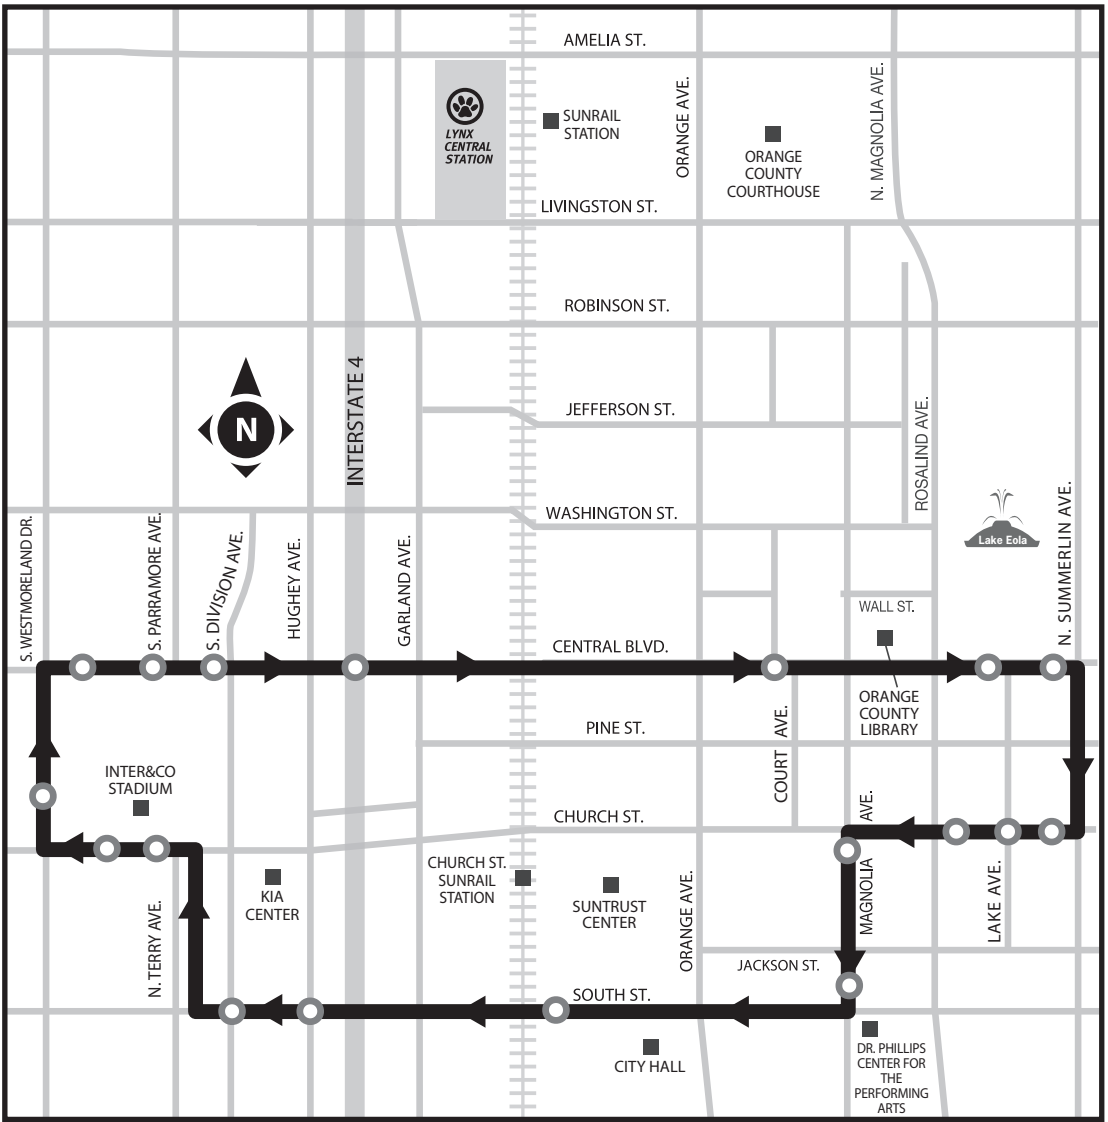 AMELIA ST.
LYNX
CENTRAL
STATION
SUNRAIL
STATION
ORANGE AVE.
ORANGE
COUNTY
COURTHOUSE
N. MAGNOLIA AVE.
LIVINGSTON ST.
ROBINSON ST.
N
INTERSTATE 4
JEFFERSON ST.
ROSALIND AVE.
WASHINGTON ST.
Lake Eola
S. WESTMORELAND DR.
S. PARRAMORE AVE.
S. DIVISION AVE.
HUGHEY AVE.
GARLAND AVE.
N. SUMMERLIN AVE.
WALL ST.
CENTRAL BLVD.
ORANGE
COUNTY
LIBRARY
PINE ST.
COURT AVE.
INTER&CO
STADIUM
CHURCH ST.
MAGNOLIA AVE.
CHURCH ST.
SUNRAIL
STATION
KIA
CENTER
SUNTRUST
CENTER
ORANGE AVE.
LAKE AVE.
N. TERRY AVE.
JACKSON ST.
SOUTH ST.
CITY HALL
DR. PHILLIPS
CENTER FOR
THE
PERFORMING
ARTS